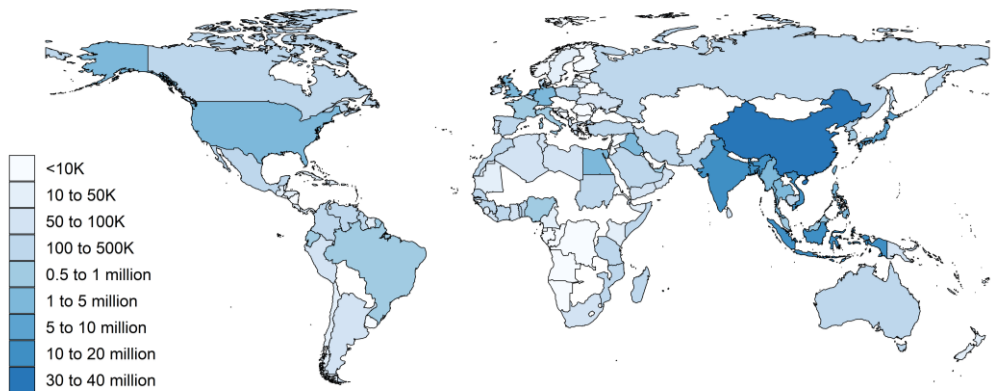 <10K
10 to 50K
50 to 100K
100 to 500K
0.5 to 1 million
1 to 5 million
5 to 10 million
10 to 20 million
30 to 40 million